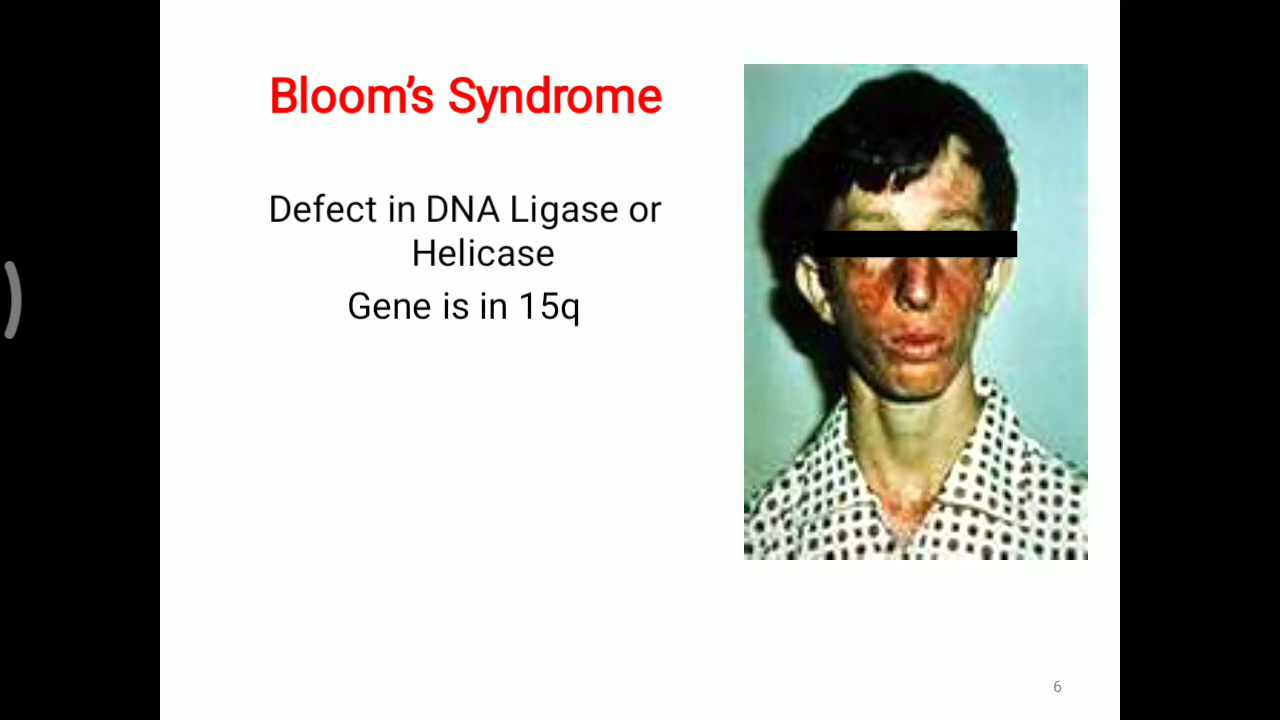 Bloom’s Syndrome
Defect in DNA Ligase or
Helicase
Gene is in 15q
6